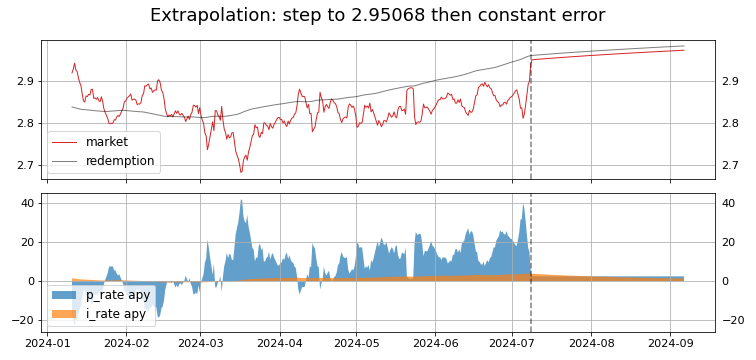 Extrapolation: step to 2.95068 then constant error
2.9 2.9
2.8 2.8
2.7 2.7
market
redemption
40 40
20 20
0 0
−20 −20
p_rate apy
i_rate apy
2024-01 2024-02 2024-03 2024-04 2024-05 2024-06 2024-07 2024-08 2024-09